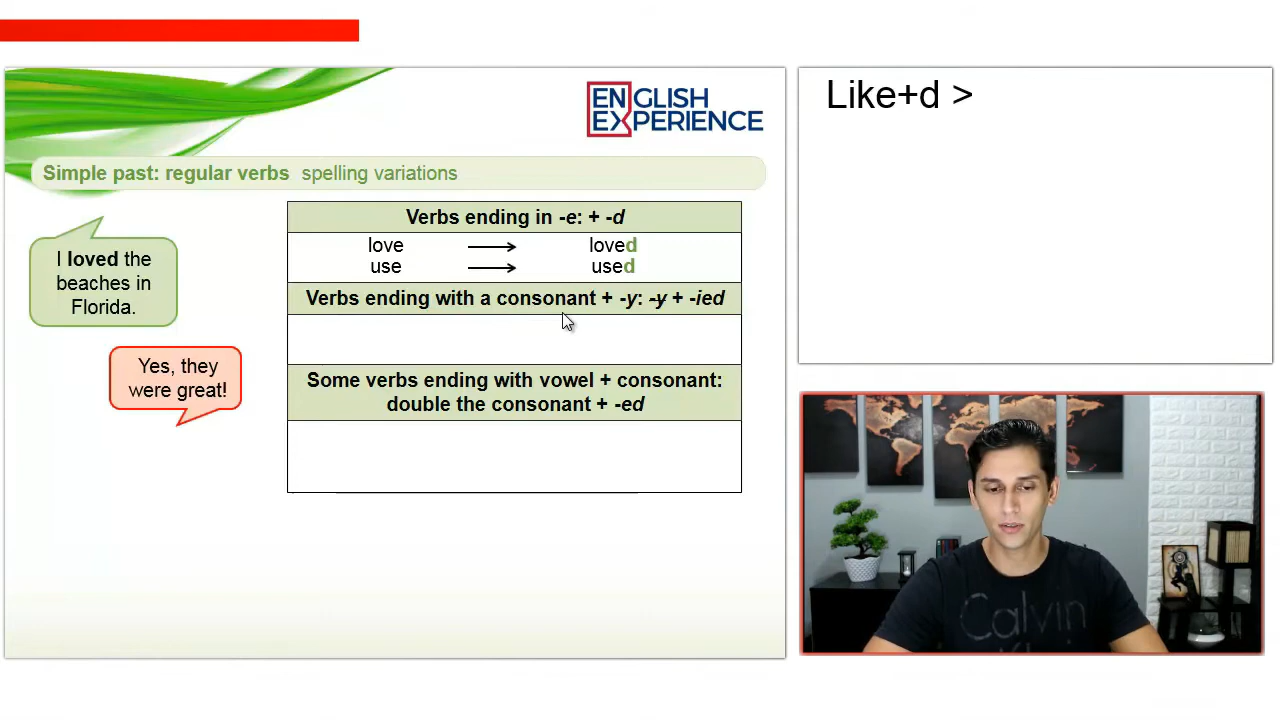 ENGLISH
EXPERIENCE
Simple past: regular verbs spelling variations
I loved the
beaches in
Florida.
Yes, they
were great!
Verbs ending in -e: + -d
love → loved
use → used
Verbs ending with a consonant + -y: -y + -ied
Some verbs ending with vowel + consonant:
double the consonant + -ed
Like+d >
Calvin